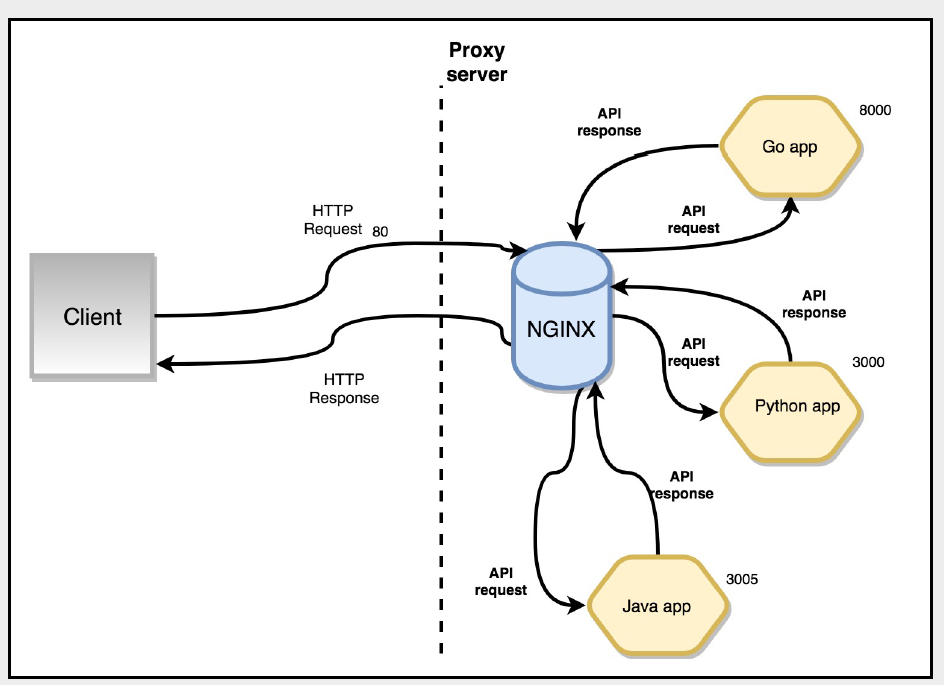 Proxy
server
API
response
8000
Go app
HTTP
Request 80
API
request
Client
NGINX
API
response
API
request
3000
Python app
HTTP
Response
API
response
API
request
3005
Java app